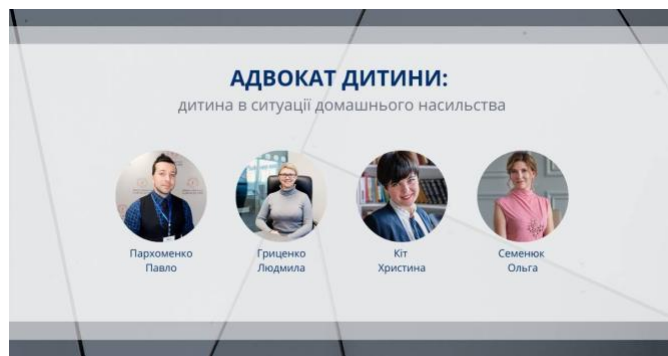 АДВОКАТ ДИТИНИ:
дитина в ситуації домашнього насильства
Пархоменко
Павло
Гриценко
Людмила
Кіт
Христина
Семенюк
Ольга